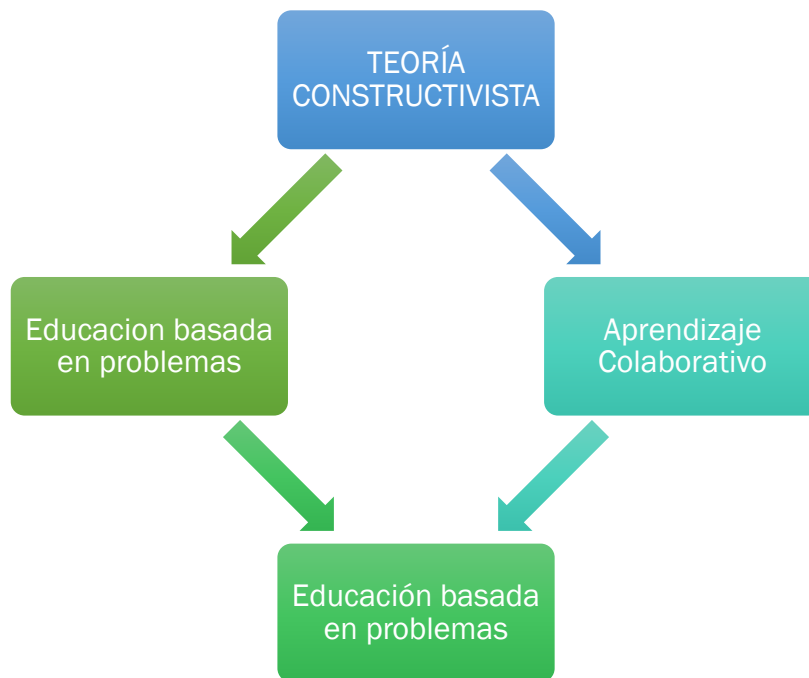 TEORÍA
CONSTRUCTIVISTA
Educacion basada
en problemas
Aprendizaje
Colaborativo
Educación basada
en problemas